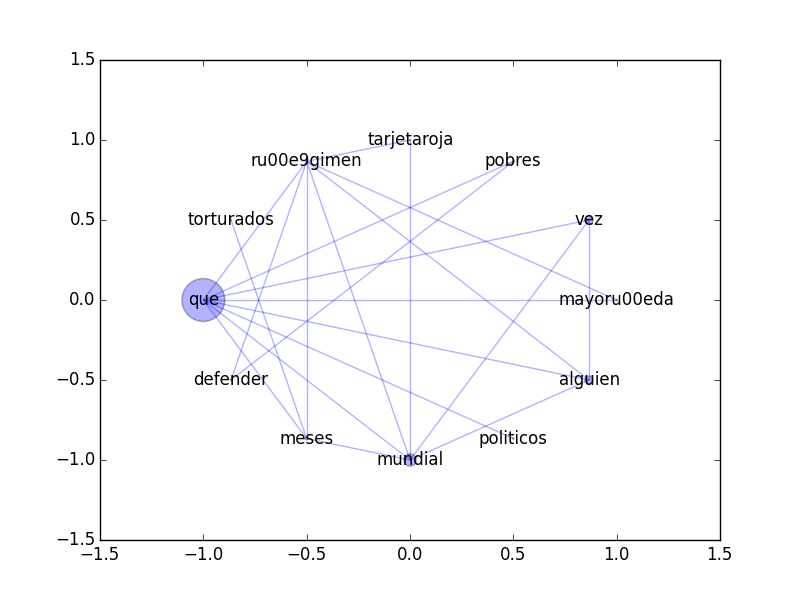 1.5
1.0
0.5
0.0
−0.5
−1.0
−1.5
tarjetaroja
ru00e9gimen
pobres
torturados
vez
que
mayoru00eda
defender
alguien
meses
politicos
mundial
−1.5
−1.0
−0.5
0.0
0.5
1.0
1.5